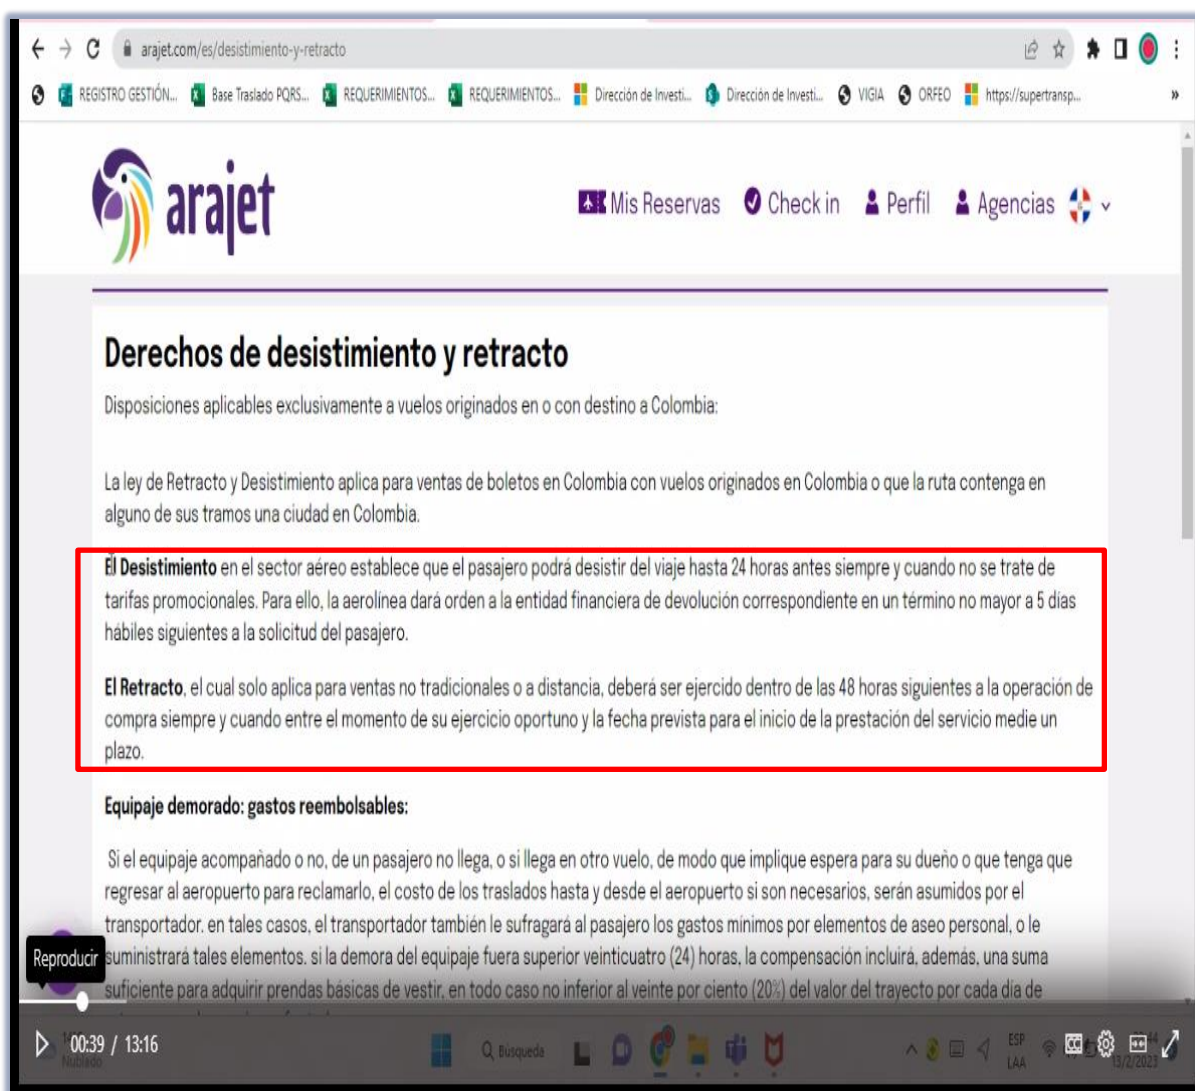 arajet.com/es/desistimiento-y-retracto
REGISTRO GESTIÓN... Base Traslado PQRS... REQUERIMIENTOS... REQUERIMIENTOS... Dirección de Investi... Dirección de Investi... VIGIA ORFEO https://supertransp... »
arajet
Mis Reservas Check in Perfil Agencias
Derechos de desistimiento y retracto
Disposiciones aplicables exclusivamente a vuelos originados en o con destino a Colombia:
La ley de Retracto y Desistimiento aplica para ventas de boletos en Colombia con vuelos originados en Colombia o que la ruta contenga en
alguno de sus tramos una ciudad en Colombia.
El Desistimiento en el sector aéreo establece que el pasajero podrá desistir del viaje hasta 24 horas antes siempre y cuando no se trate de
tarifas promocionales. Para ello, la aerolínea dará orden a la entidad financiera de devolución correspondiente en un término no mayor a 5 días
hábiles siguientes a la solicitud del pasajero.
El Retracto, el cual solo aplica para ventas no tradicionales o a distancia, deberá ser ejercido dentro de las 48 horas siguientes a la operación de
compra siempre y cuando entre el momento de su ejercicio oportuno y la fecha prevista para el inicio de la prestación del servicio medie un
plazo.
Equipaje demorado: gastos reembolsables:
Si el equipaje acompañado o no, de un pasajero no llega, o si llega en otro vuelo, de modo que implique espera para su dueño o que tenga que
regresar al aeropuerto para reclamarlo, el costo de los traslados hasta y desde el aeropuerto si son necesarios, serán asumidos por el
transportador. en tales casos, el transportador también le sufragará al pasajero los gastos mínimos por elementos de aseo personal, o le
Reproducir
suministrará tales elementos. si la demora del equipaje fuera superior veinticuatro (24) horas, la compensación incluirá, además, una suma
suficiente para adquirir prendas básicas de vestir, en todo caso no inferior al veinte por ciento (20%) del valor del trayecto por cada día de
00:39 / 13:16
Nublado
Búsqueda
ESP
LAA
13/2/2023